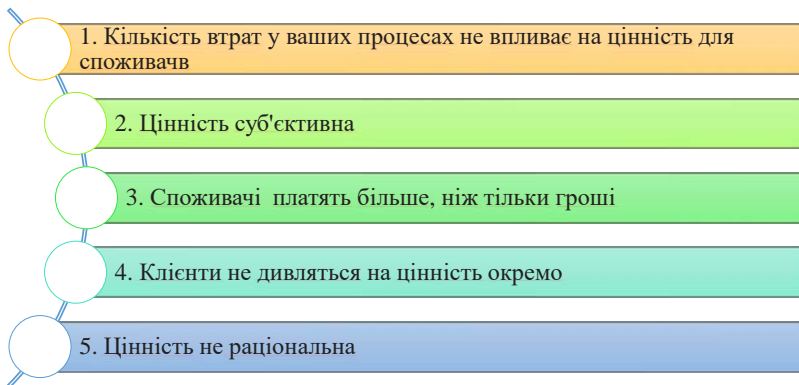 1. Кількість втрат у ваших процесах не впливає на цінність для
споживачв
2. Цінність суб'єктивна
3. Споживачі платять більше, ніж тільки гроші
4. Клієнти не дивляться на цінність окремо
5. Цінність не раціональна